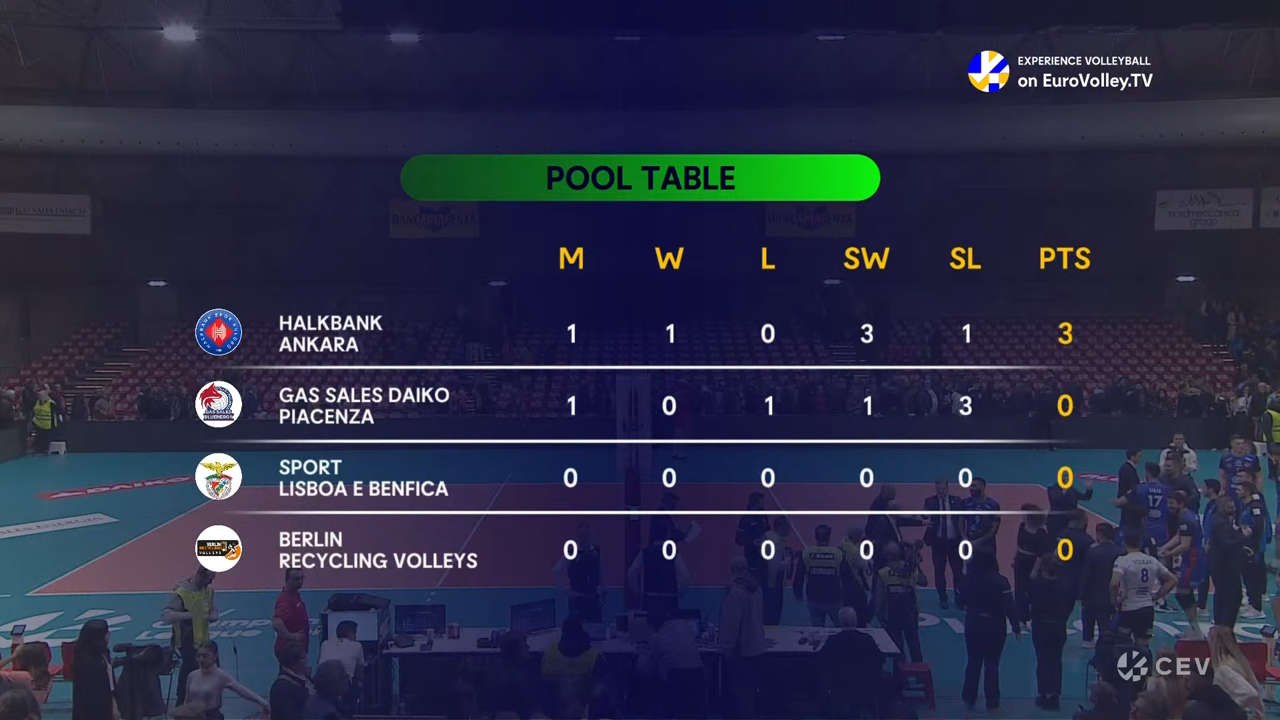 EXPERIENCE VOLLEYBALL
on EuroVolley.TV
POOL TABLE
M W L SW SL PTS
HALKBANK
ANKARA
1 1 0 3 1 3
GAS SALES DAIKO
PIACENZA
1 0 1 1 3 0
SPORT
LISBOA E BENFICA
0 0 0 0 0 0
BERLIN
RECYCLING VOLLEYS
0 0 0 0 0 0
17
8
CEV